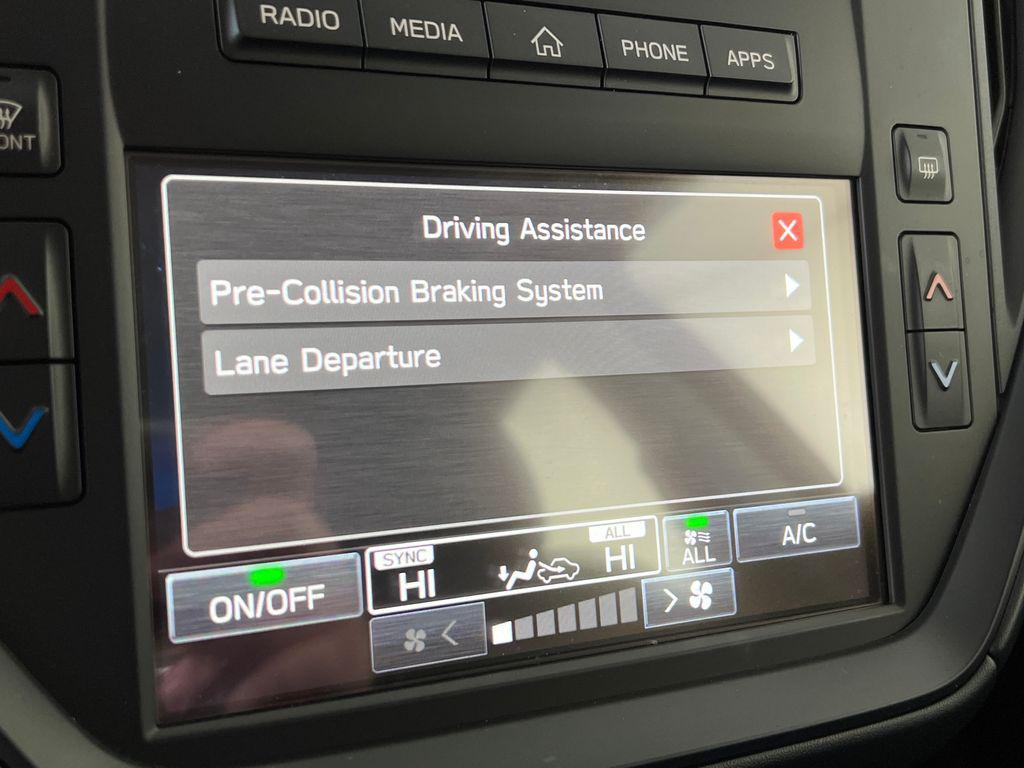 RADIO
MEDIA
PHONE
APPS
ONT
Driving Assistance
X
Pre-Collision Braking System
Lane Departure
SYNC
HI
ALL
HI
ALL
A/C
ON/OFF